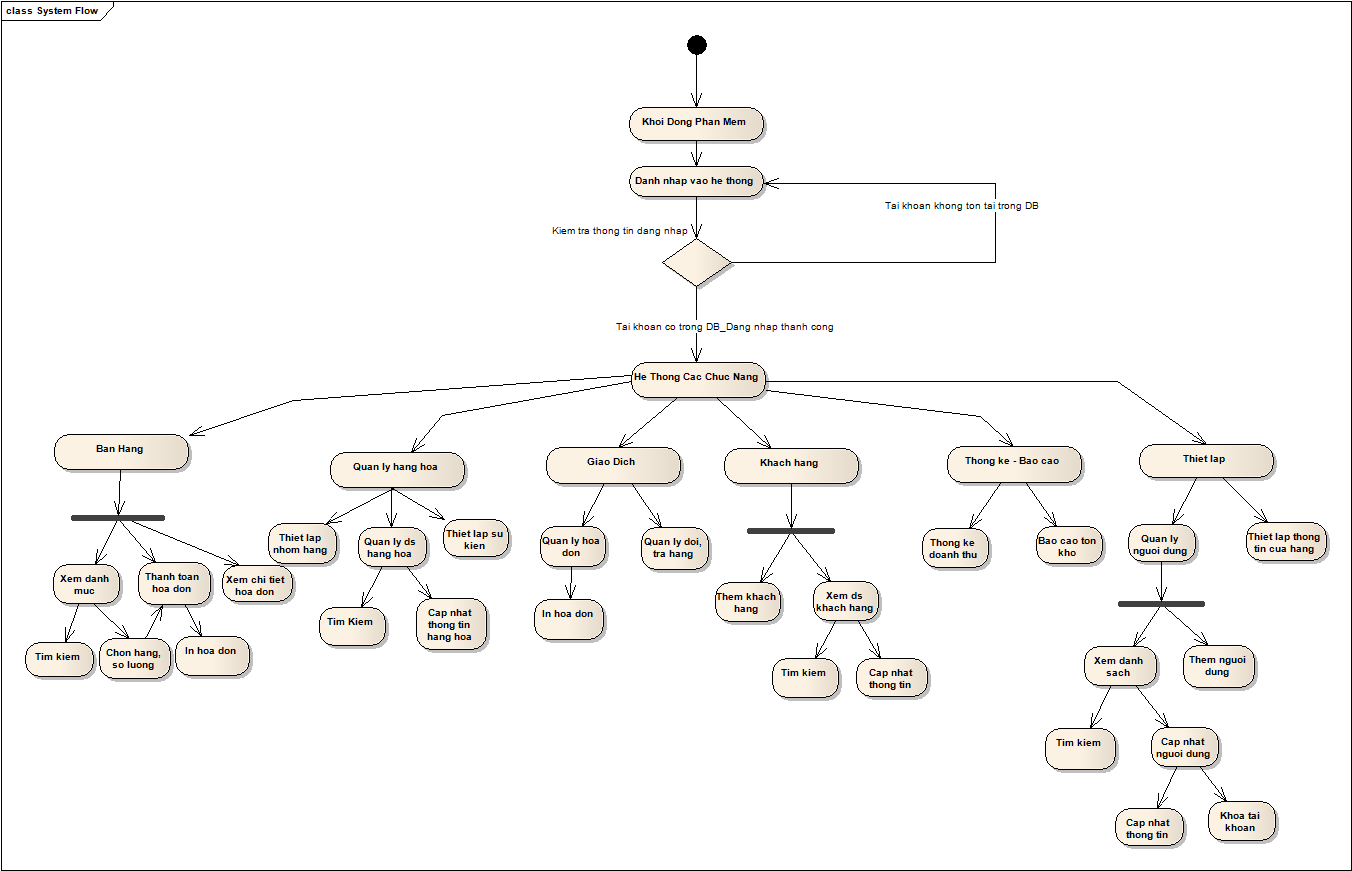 class System Flow
Khoi Dong Phan Mem
Danh nhap vao he thong
Tai khoan khong ton tai trong DB
Kiem tra thong tin dang nhap
Tai khoan co trong DB_Dang nhap thanh cong
He Thong Cac Chuc Nang
Ban Hang
Quan ly hang hoa
Giao Dich
Khach hang
Thong ke - Bao cao
Thiet lap
Xem danh
muc
Thanh toan
hoa don
Xem chi tiet
hoa don
Tim kiem
Chon hang,
so luong
In hoa don
Thiet lap
nhom hang
Quan ly ds
hang hoa
Thiet lap su
kien
Tim Kiem
Cap nhat
thong tin
hang hoa
Quan ly hoa
don
Quan ly doi,
tra hang
In hoa don
Them khach
hang
Xem ds
khach hang
Tim kiem
Cap nhat
thong tin
Thong ke
doanh thu
Bao cao ton
kho
Quan ly
nguoi dung
Thiet lap thong
tin cua hang
Xem danh
sach
Them nguoi
dung
Tim kiem
Cap nhat
nguoi dung
Cap nhat
thong tin
Khoa tai
khoan